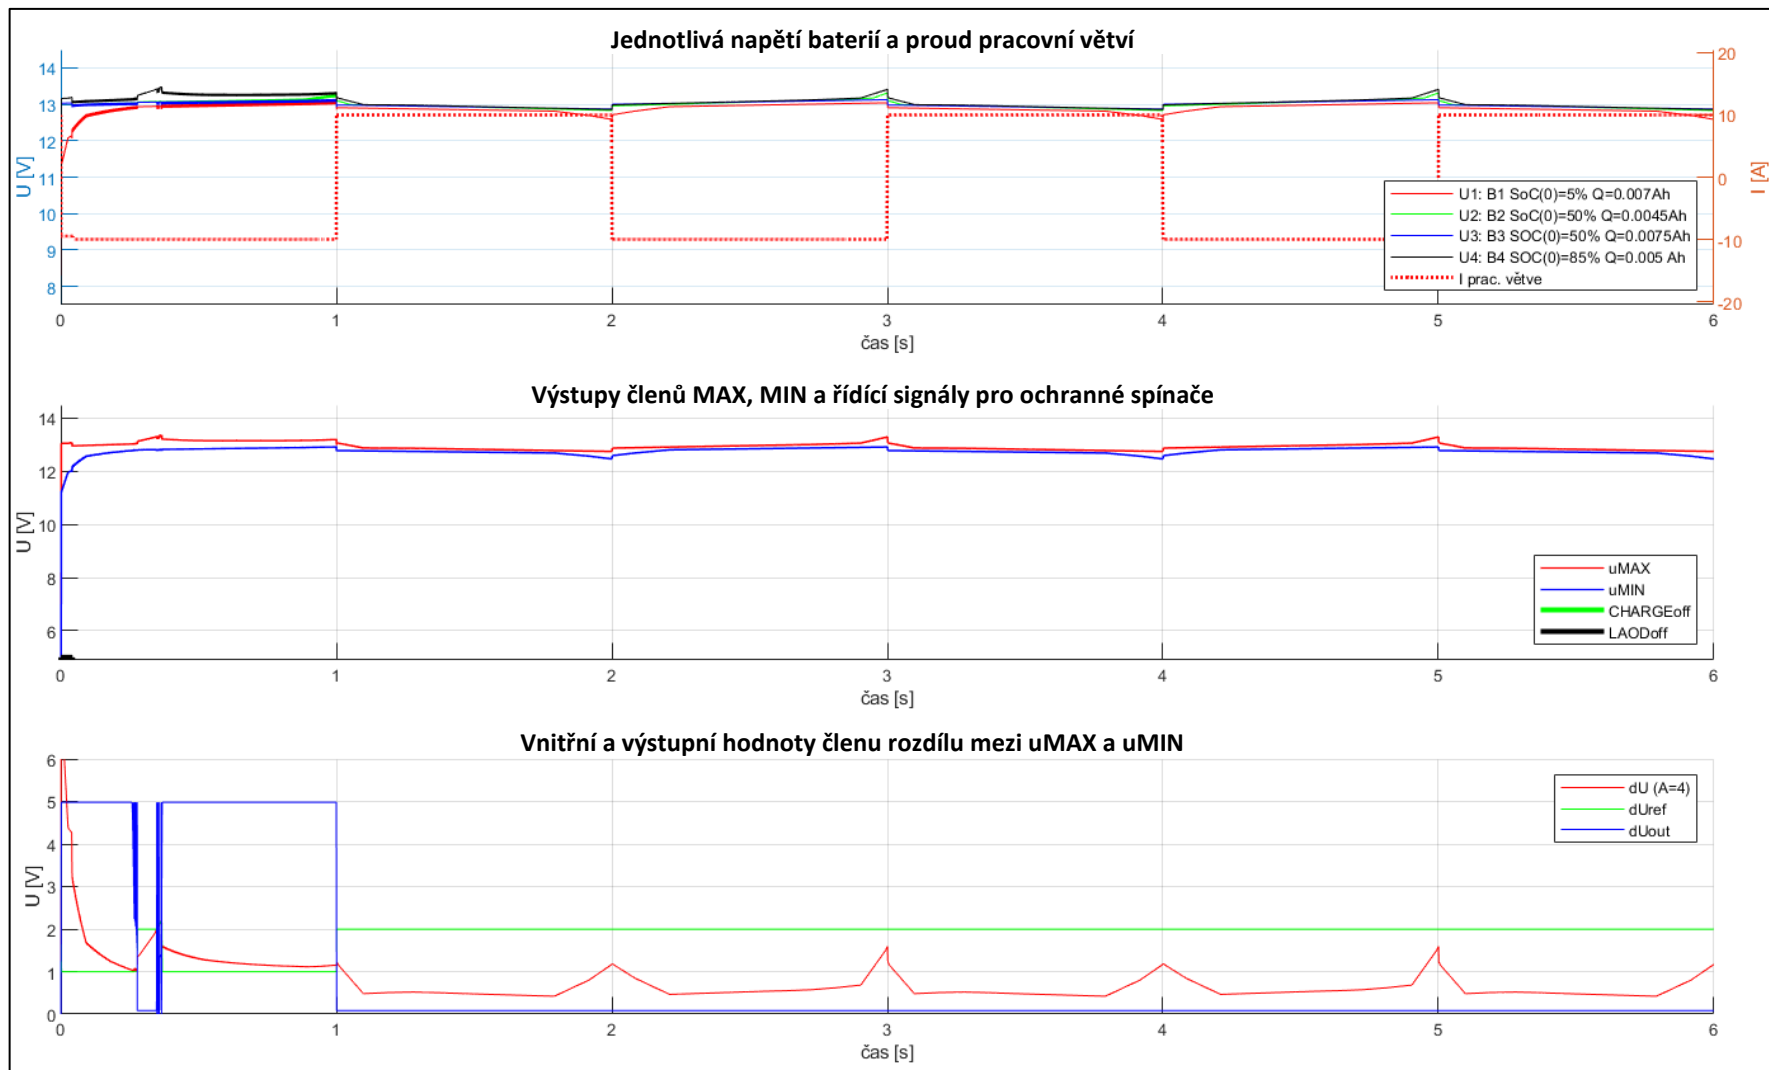 Jednotlivá napětí baterií a proud pracovní větví
14
13
12
11
10
9
8
U [V]
20
10
0
-10
-20
I [A]
U1: B1 SoC(0)=5% Q=0.007Ah
U2: B2 SoC(0)=50% Q=0.0045Ah
U3: B3 SOC(0)=50% Q=0.0075Ah
U4: B4 SOC(0)=85% Q=0.005 Ah
I prac. větve
0 1 2 3 4 5 6
čas [s]
Výstupy členů MAX, MIN a řídící signály pro ochranné spínače
14
12
10
8
6
U [V]
uMAX
uMIN
CHARGEoff
LAODoff
0 1 2 3 4 5 6
čas [s]
Vnitřní a výstupní hodnoty členu rozdílu mezi uMAX a uMIN
6
5
4
3
2
1
0
U [V]
dU (A=4)
dUref
dUout
0 1 2 3 4 5 6
čas [s]